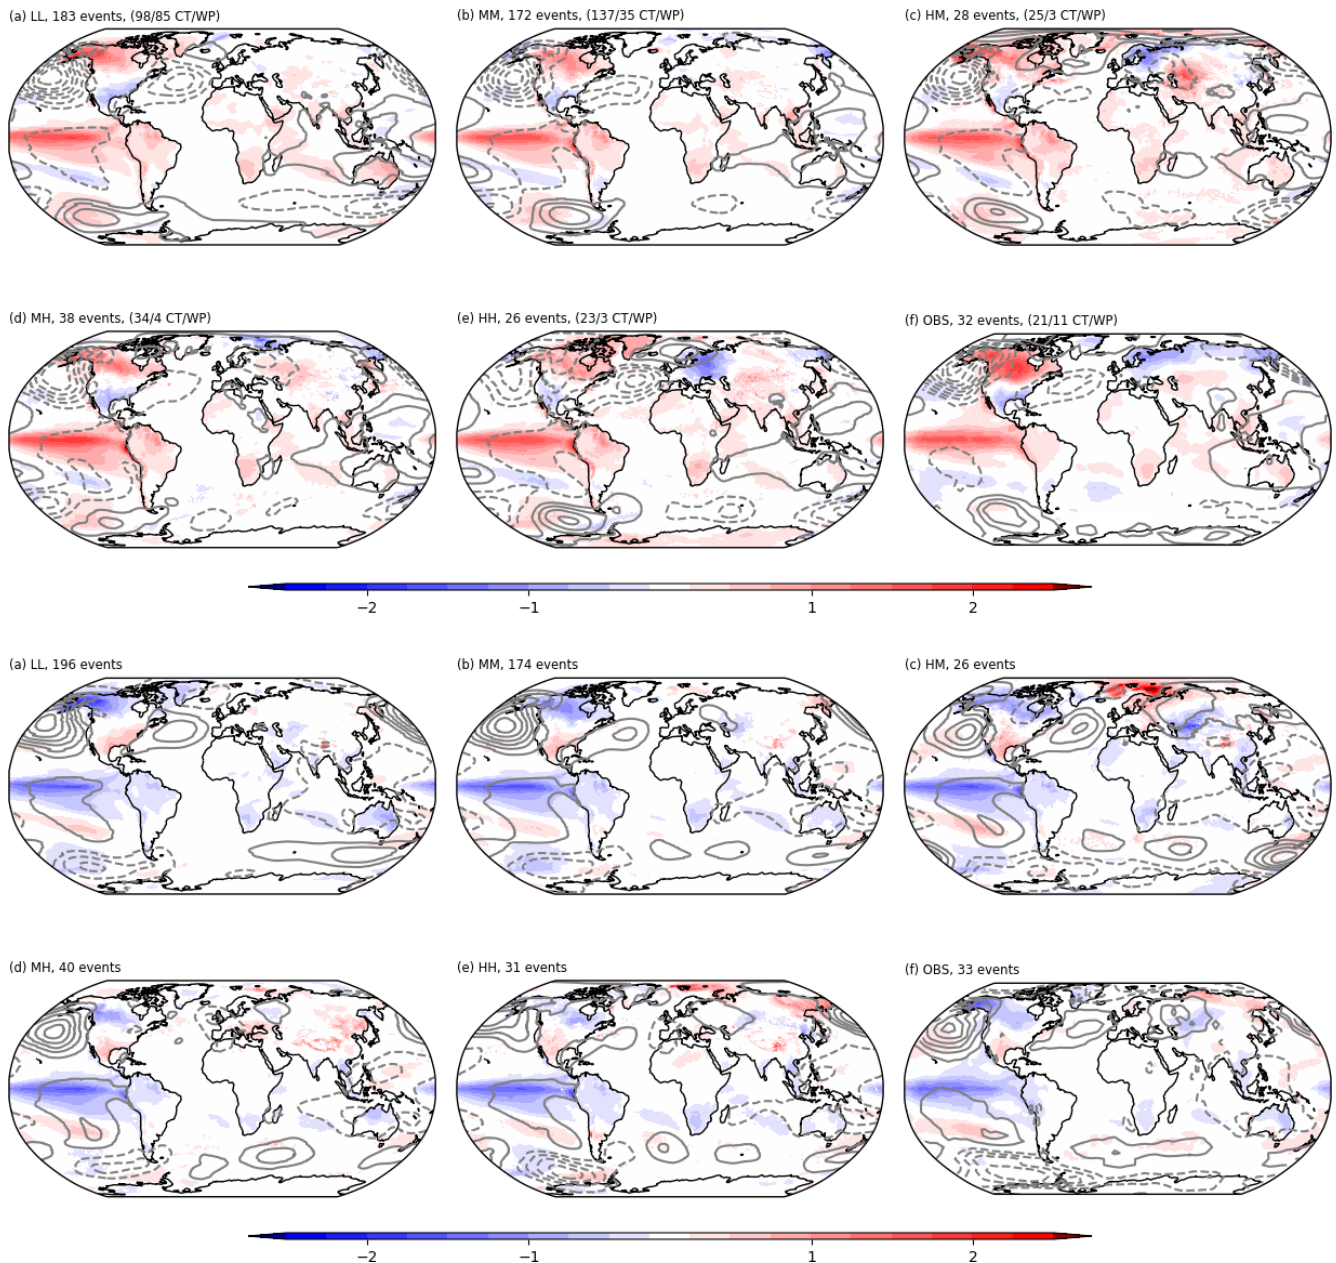 (a) LL, 183 events, (98/85 CT/WP)
(b) MM, 172 events, (137/35 CT/WP)
(c) HM, 28 events, (25/3 CT/WP)
(d) MH, 38 events, (34/4 CT/WP)
(e) HH, 26 events, (23/3 CT/WP)
(f) OBS, 32 events, (21/11 CT/WP)
−2 −1 1 2
(a) LL, 196 events
(b) MM, 174 events
(c) HM, 26 events
(d) MH, 40 events
(e) HH, 31 events
(f) OBS, 33 events
−2 −1 1 2